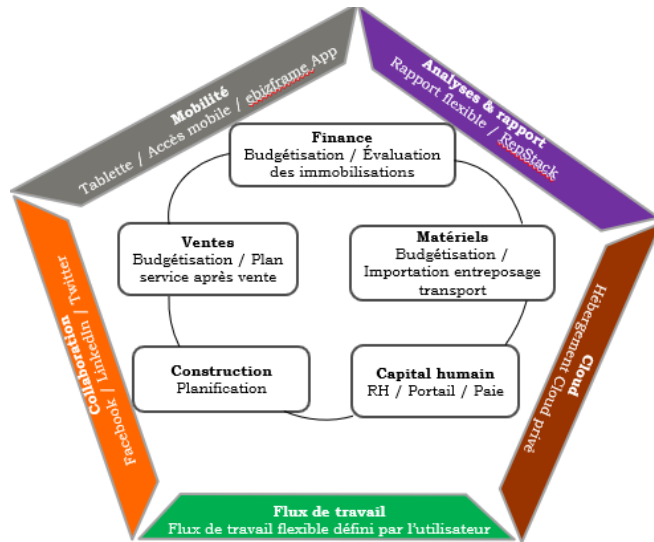 Mobilité
Tablette / Accès mobile / ebizframe App
Analyses & rapport
Rapport flexible / RepStack
Finance
Budgétisation / Évaluation
des immobilisations
Ventes
Budgétisation / Plan
service après vente
Matériels
Budgétisation /
Importation entreposage
transport
Construction
Planification
Capital humain
RH / Portail / Paie
Collaboration
Facebook / LinkedIn / Twitter
Cloud
Hébergement Cloud privé
Flux de travail
Flux de travail flexible défini par l'utilisateur